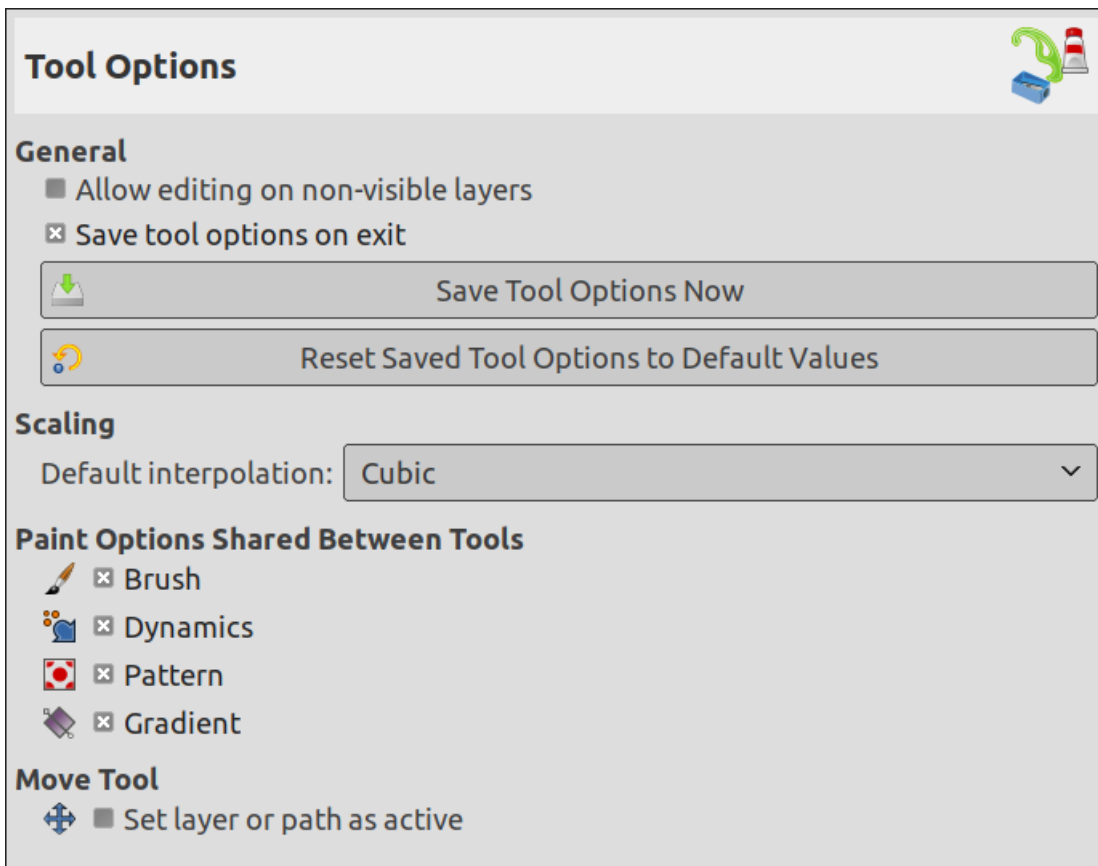 Tool Options
General
Allow editing on non-visible layers
Save tool options on exit
Save Tool Options Now
Reset Saved Tool Options to Default Values
Scaling
Default interpolation: Cubic
Paint Options Shared Between Tools
Brush
Dynamics
Pattern
Gradient
Move Tool
Set layer or path as active